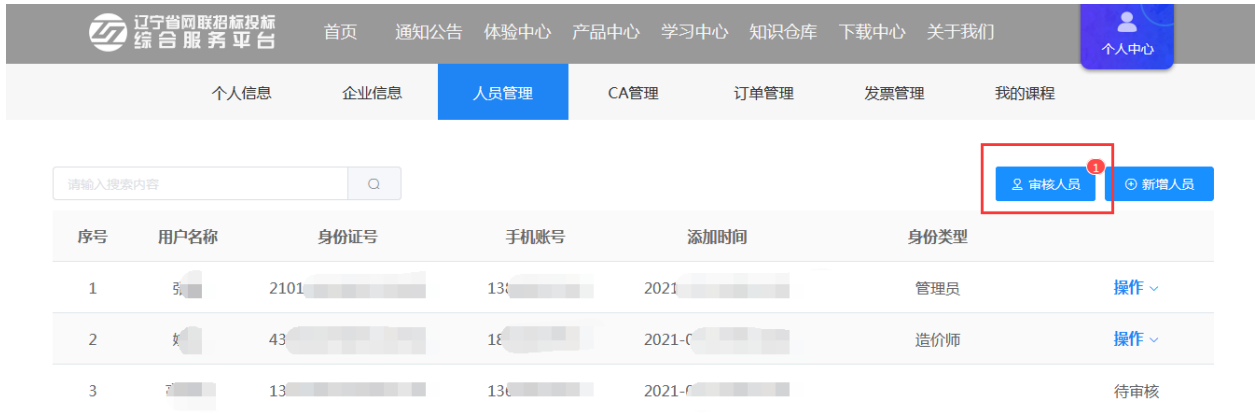 辽宁省网联招标投标
综合服务平台
首页 通知公告 体验中心 产品中心 学习中心 知识仓库 下载中心 关于我们
个人中心
个人信息 企业信息 人员管理 CA管理 订单管理 发票管理 我的课程
请输入搜索内容
1
审核人员 新增人员
序号 用户名称 身份证号 手机账号 添加时间 身份类型
1 2101 13 2021 管理员 操作
2 43 18 2021-0 造价师 操作
3 13 13 2021-0 待审核